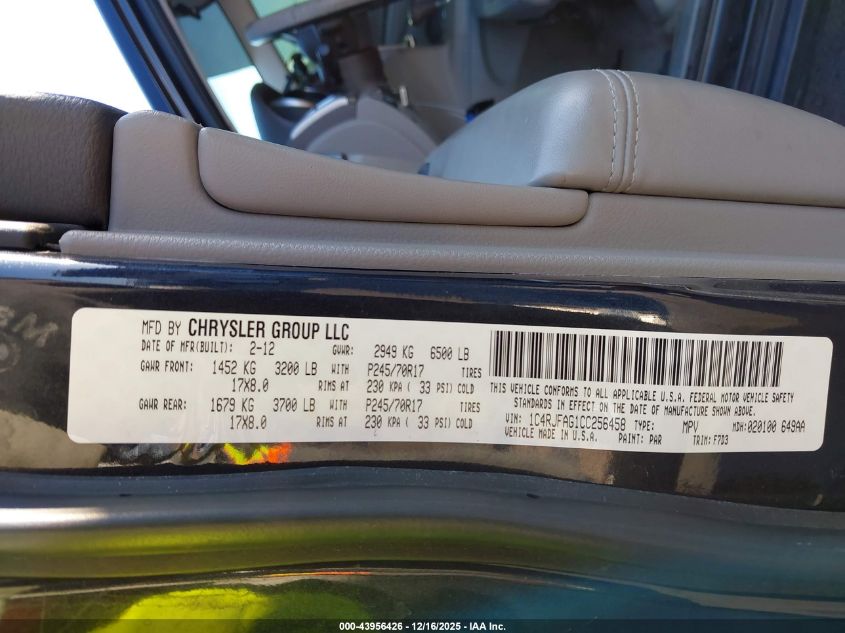 MFD BY CHRYSLER GROUP LLC
DATE OF MFR(BUILT): 2-12 GVWR: 2949 KG 6500 LB
GAWR FRONT: 1452 KG 3200 LB WITH P245/70R17 TIRES
17X8.0 RIMS AT 230 KPA ( 33 PSI) COLD
GAWR REAR: 1679 KG 3700 LB WITH P245/70R17 TIRES
17X8.0 RIMS AT 230 KPA ( 33 PSI) COLD
THIS VEHICLE CONFORMS TO ALL APPLICABLE U.S.A. FEDERAL MOTOR VEHICLE SAFETY
STANDARDS IN EFFECT ON THE DATE OF MANUFACTURE SHOWN ABOVE.
VIN: 1C4RJFAG1CC256458 TYPE: MPV MDH:020100 649AA
VEHICLE MADE IN U.S.A. PAINT: PAR TRIM: F7D3
000-43956426 - 12/16/2025 - IAA Inc.